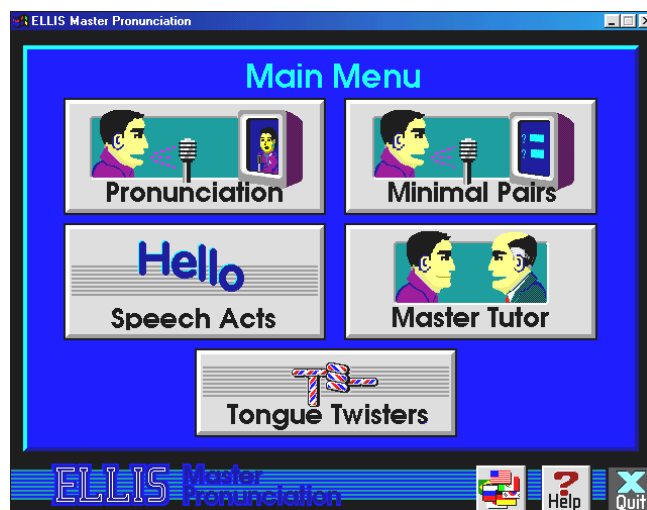 ELLIS Master Pronunciation
Main Menu
Pronunciation
Minimal Pairs
Hello
Speech Acts
Master Tutor
Tongue Twisters
ELLIS Master Pronunciation
? Help
X Quit